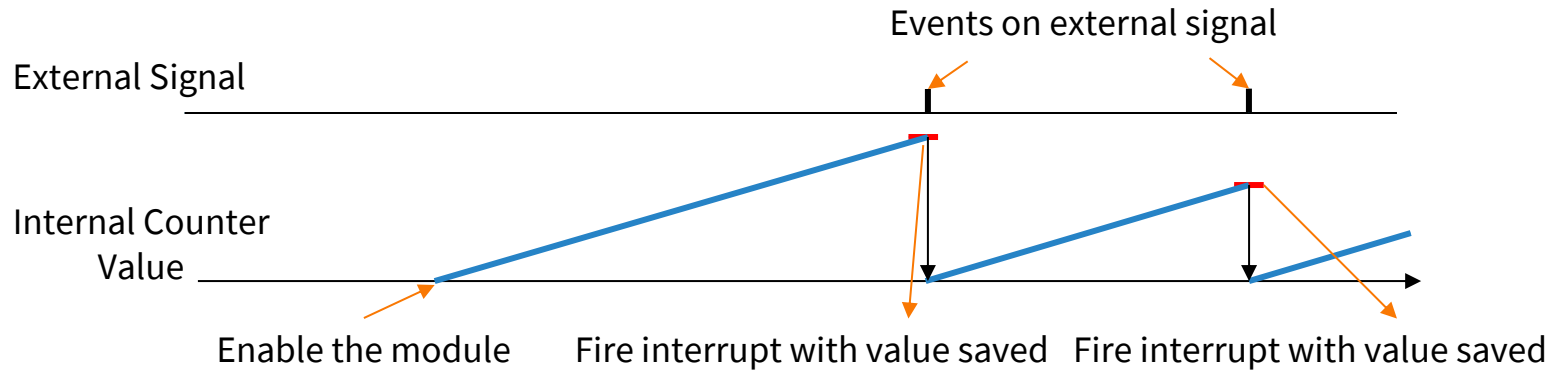 Events on external signal
External Signal
Internal Counter
Value
Enable the module
Fire interrupt with value saved
Fire interrupt with value saved